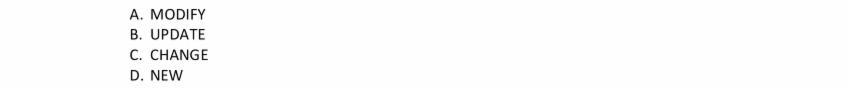 A. MODIFY
B. UPDATE
C. CHANGE
D. NEW